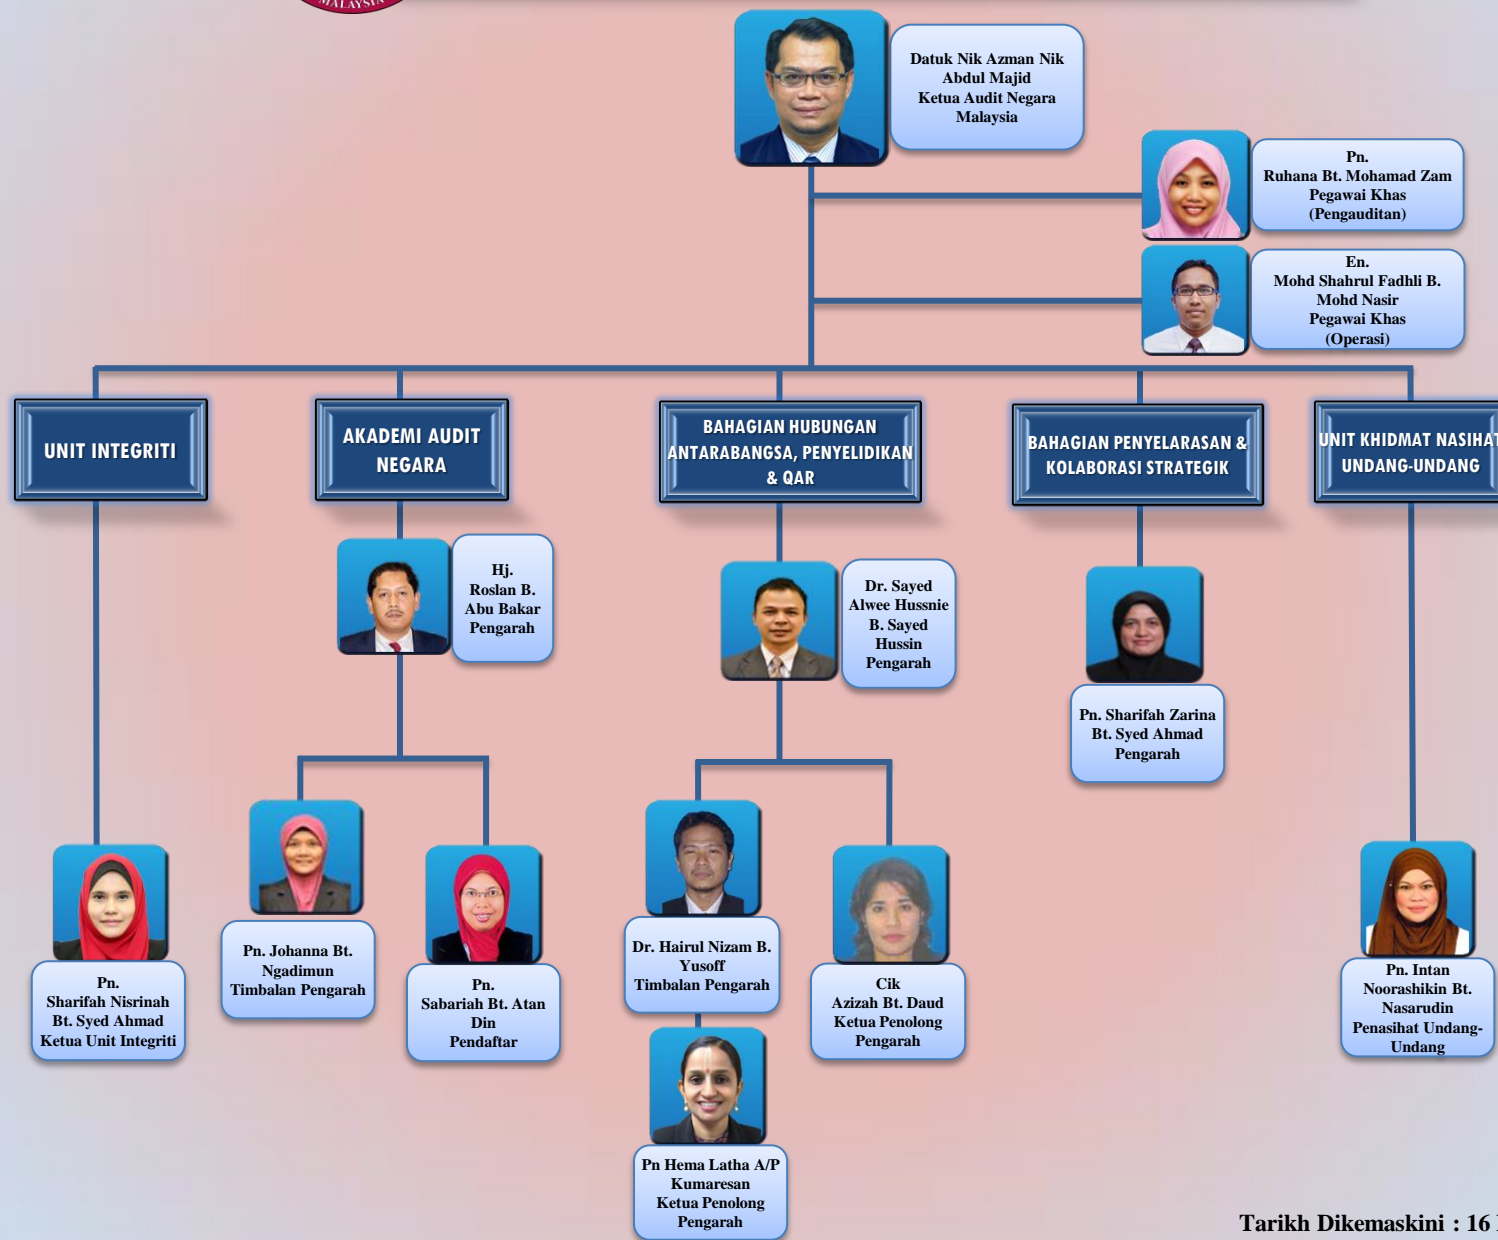 MALAYSIA
Datuk Nik Azman Nik
Abdul Majid
Ketua Audit Negara
Malaysia
Pn.
Ruhana Bt. Mohamad Zam
Pegawai Khas
(Pengauditan)
En.
Mohd Shahrul Fadhli B.
Mohd Nasir
Pegawai Khas
(Operasi)
UNIT INTEGRITI
AKADEMI AUDIT
NEGARA
BAHAGIAN HUBUNGAN
ANTARABANGSA, PENYELIDIKAN
& QAR
BAHAGIAN PENYELARASAN &
KOLABORASI STRATEGIK
UNIT KHIDMAT NASIHAT
UNDANG-UNDANG
Hj.
Roslan B.
Abu Bakar
Pengarah
Dr. Sayed
Alwee Hussnie
B. Sayed
Hussin
Pengarah
Pn. Sharifah Zarina
Bt. Syed Ahmad
Pengarah
Pn.
Sharifah Nisrinah
Bt. Syed Ahmad
Ketua Unit Integriti
Pn. Johanna Bt.
Ngadimun
Timbalan Pengarah
Pn.
Sabariah Bt. Atan
Din
Pendaftar
Dr. Hairul Nizam B.
Yusoff
Timbalan Pengarah
Cik
Azizah Bt. Daud
Ketua Penolong
Pengarah
Pn. Intan
Noorashikin Bt.
Nasarudin
Penasihat Undang-
Undang
Pn Hema Latha A/P
Kumaresan
Ketua Penolong
Pengarah
Tarikh Dikemaskini : 16